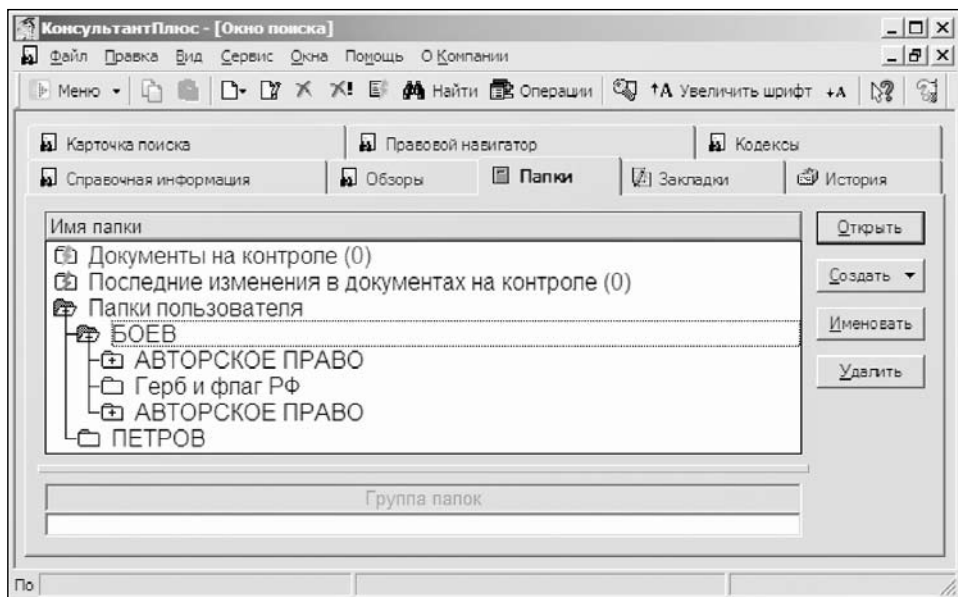 КонсультантПлюс - [Окно поиска]
Файл Правка Вид Сервис Окна Помощь О Компании
Меню Найти Операции А Увеличить шрифт +А
Карточка поиска Правовой навигатор Кодексы
Справочная информация Обзоры Папки Закладки История
Имя папки
Документы на контроле (0)
Последние изменения в документах на контроле (0)
Папки пользователя
БОЕВ
АВТОРСКОЕ ПРАВО
Герб и флаг РФ
АВТОРСКОЕ ПРАВО
ПЕТРОВ
Открыть
Создать
Именовать
Удалить
Группа папок
По